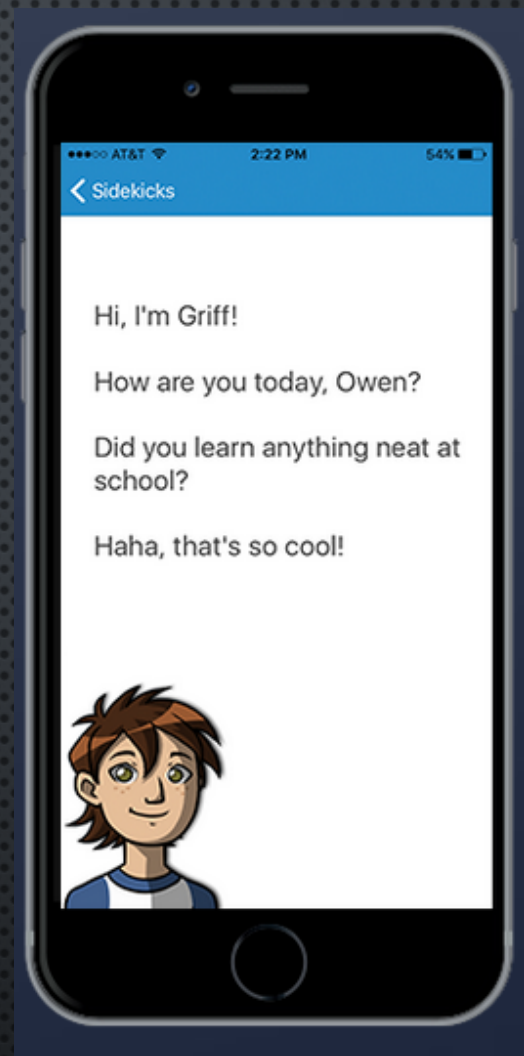 AT&T 2:22 PM 54%
Sidekicks
Hi, I'm Griff!
How are you today, Owen?
Did you learn anything neat at
school?
Haha, that's so cool!